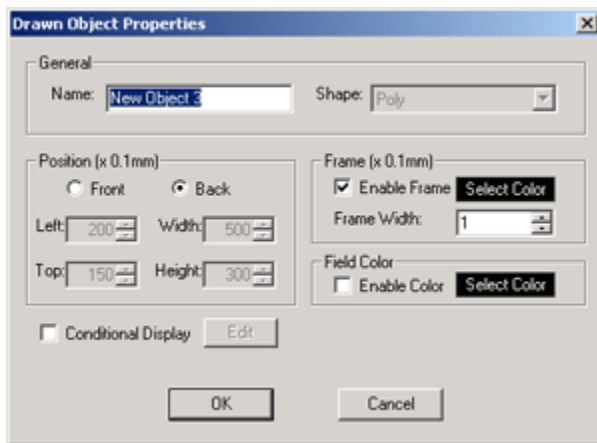 Drawn Object Properties
General
Name: New Object 3 Shape: Poly
Position (x 0.1mm)
Front Back
Left: 200 Width: 500
Top: 150 Height: 300
Frame (x 0.1mm)
Enable Frame Select Color
Frame Width: 1
Field Color
Enable Color Select Color
Conditional Display Edit
OK Cancel